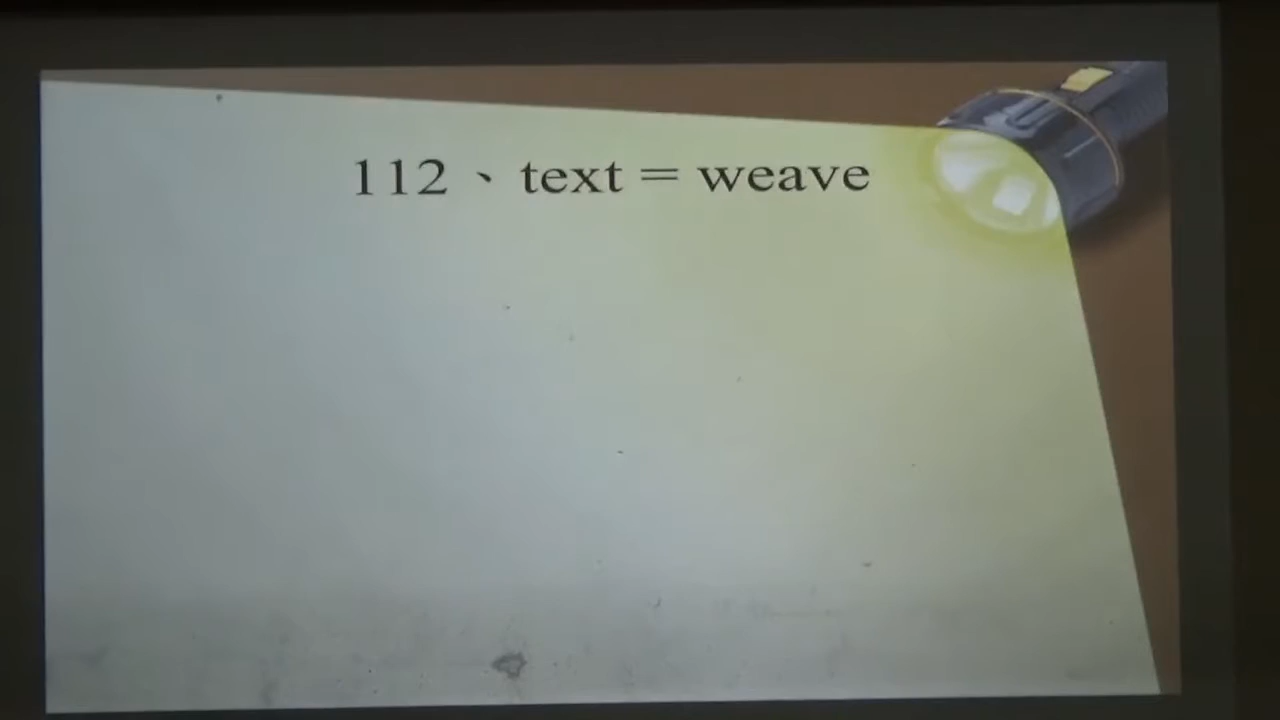 112、text = weave